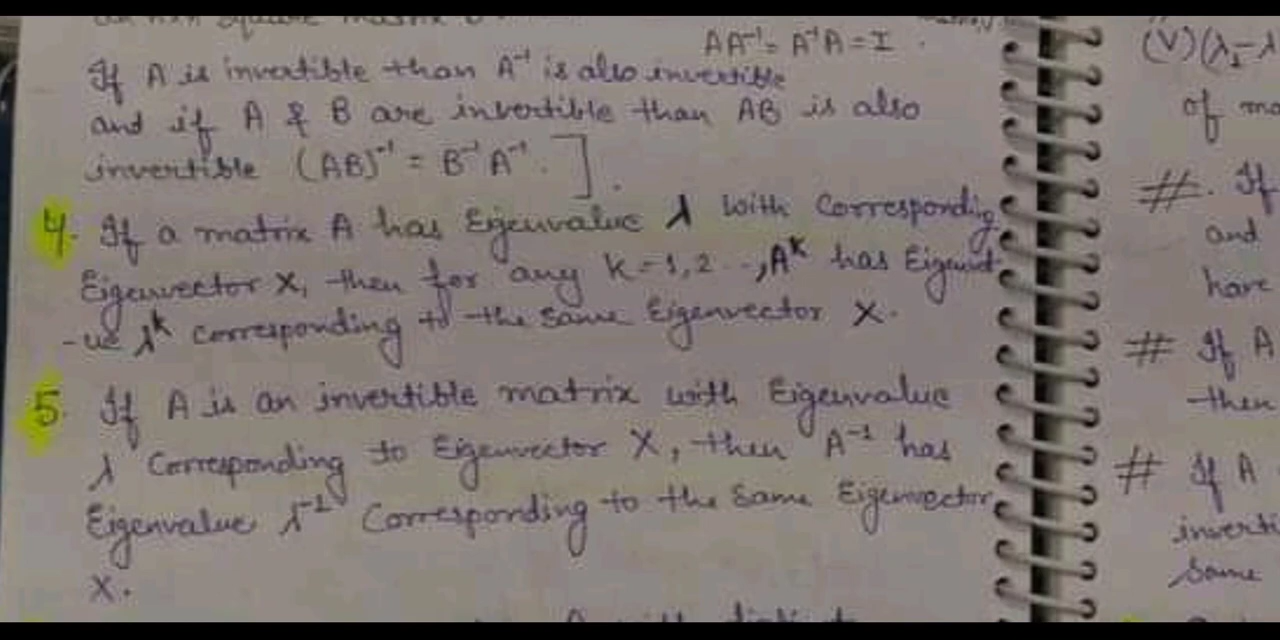 AA⁻¹ = A⁻¹A = I .
If A is invertible than A⁻¹ is also invertible
and if A & B are invertible than AB is also
invertible (AB)⁻¹ = B⁻¹ A⁻¹. ].
4. If a matrix A has Eigenvalue λ with Corresponding
Eigenvector X, then for any K=1,2 --, Aᴷ has Eigenval
-ue λᵏ Corresponding to the Same Eigenvector X.
5. If A is an invertible matrix with Eigenvalue
λ Corresponding to Eigenvector X, then A⁻¹ has
Eigenvalue λ⁻¹ Corresponding to the Same Eigenvector
X.
(V)
of
#. If
and
have
# If A
then
# If A
inverti
Same